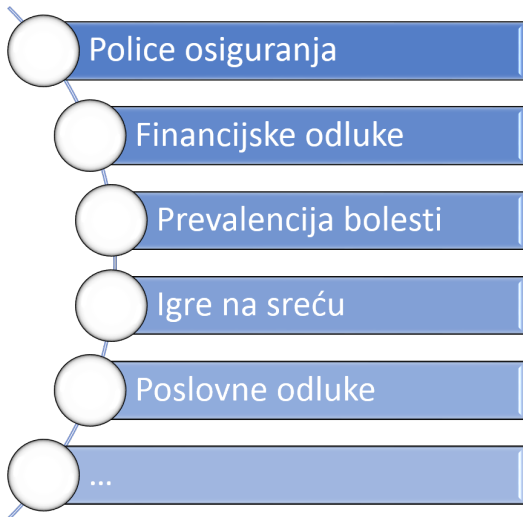 Police osiguranja
Financijske odluke
Prevalencija bolesti
Igre na sreću
Poslovne odluke
...